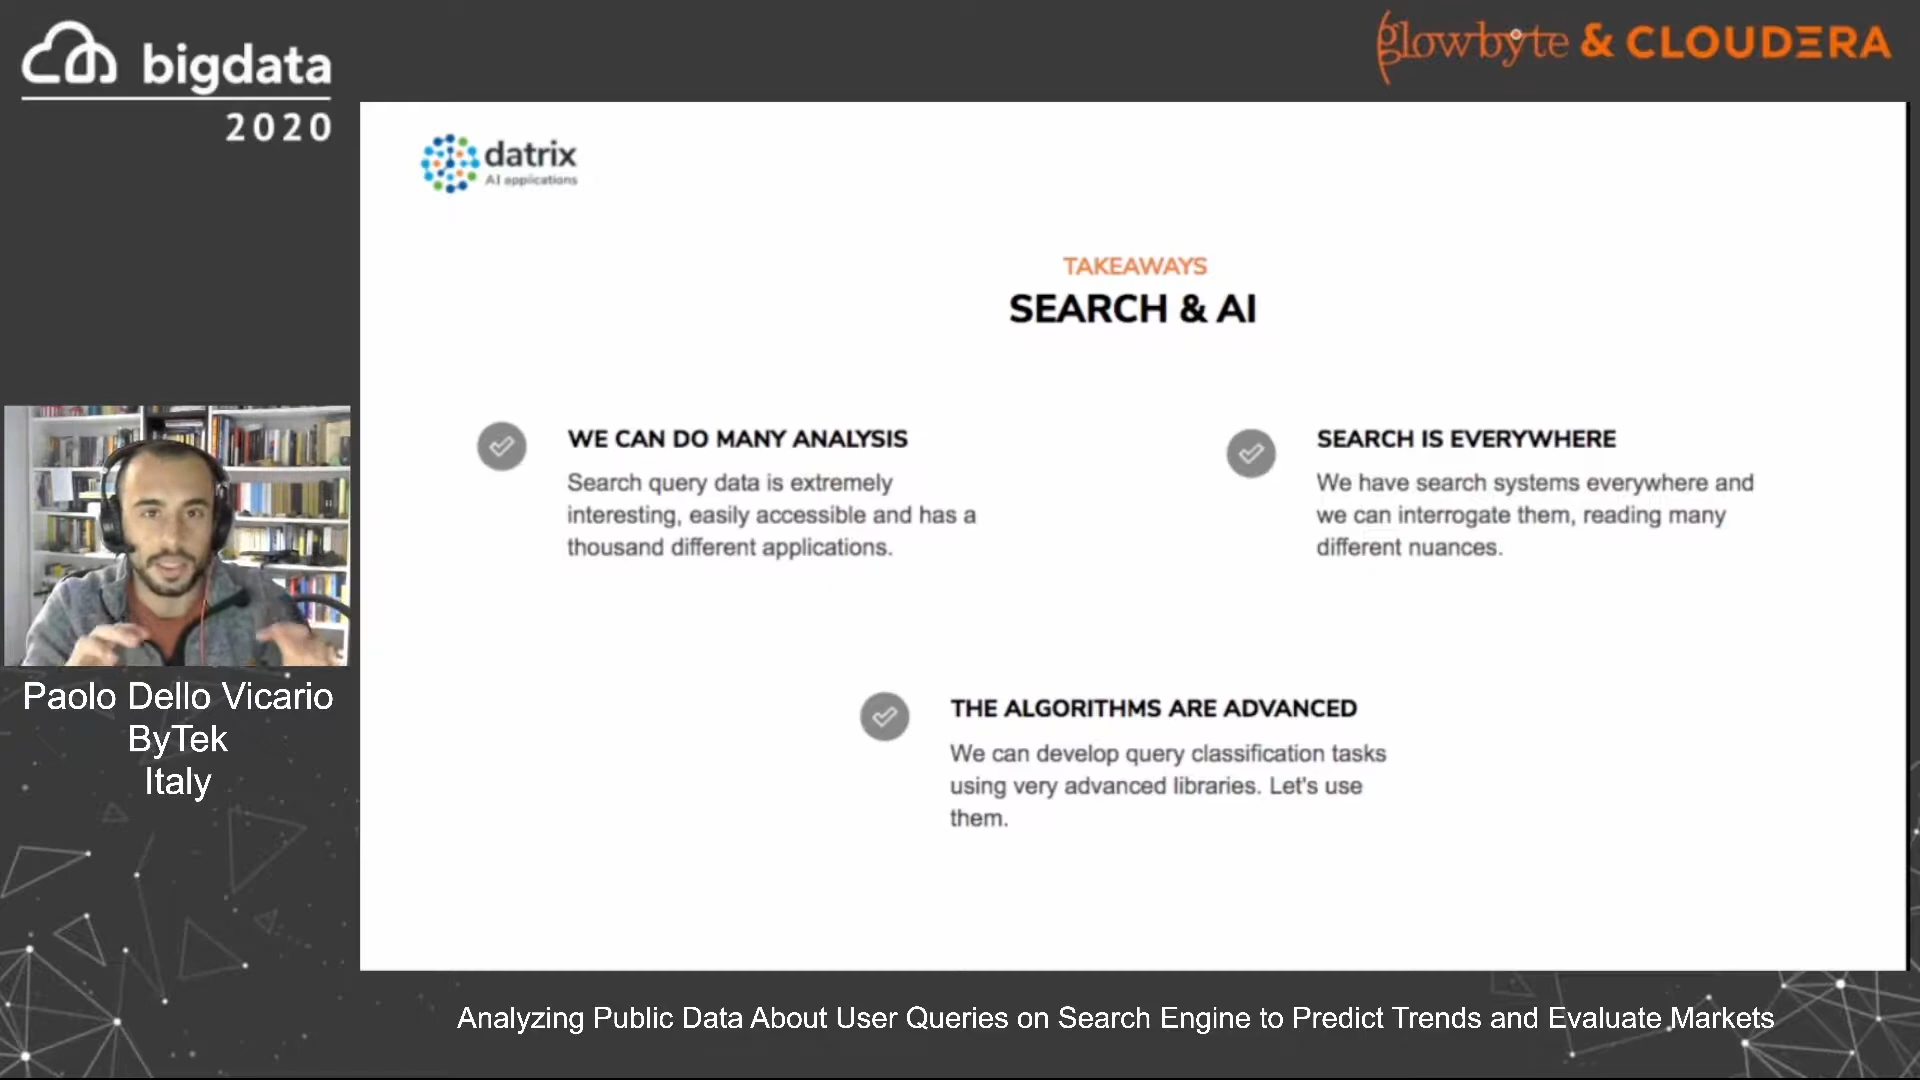 bigdata
2020
glowbyte & CLOUDERA
datrix
AI applications
TAKEAWAYS
SEARCH & AI
WE CAN DO MANY ANALYSIS
Search query data is extremely
interesting, easily accessible and has a
thousand different applications.
SEARCH IS EVERYWHERE
We have search systems everywhere and
we can interrogate them, reading many
different nuances.
THE ALGORITHMS ARE ADVANCED
We can develop query classification tasks
using very advanced libraries. Let's use
them.
Paolo Dello Vicario
ByTek
Italy
Analyzing Public Data About User Queries on Search Engine to Predict Trends and Evaluate Markets